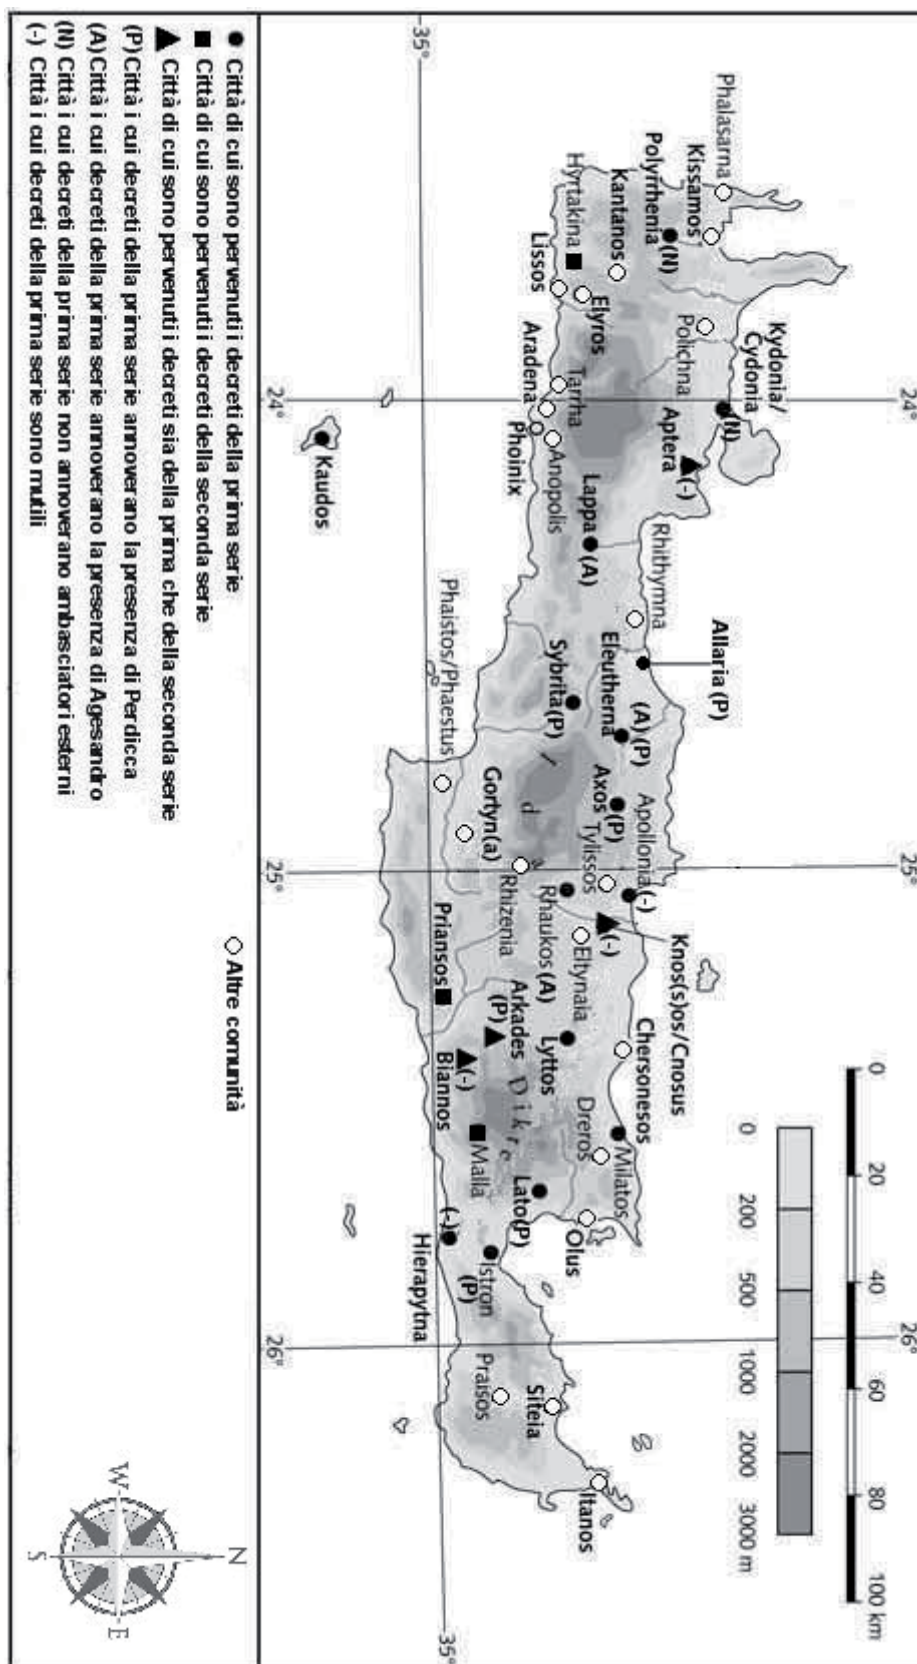 Phalasarna
Kissamos
Polyrrhenia
(N)
Kantanos
Hyrtakina
Lissos
Elyros
Polichna
Kydonia/
Cydonia
(N)
Aptera
(-)
Tarrha
Aradena
Phoinix
Anopolis
Lappa (A)
Kaudos
Rhithymna
Allaria (P)
Eleutherna
(A) (P)
Sybrita (P)
Axos
(P)
Phaistos/Phaestus
Gortyn(a)
I d a
Apollonia (-)
Tylissos
Rhizenia
Rhaukos (A)
Knos(s)os/Cnosus
(-)
Eltynaia
Priansos
Arkades
(P)
Lyttos
Chersonesos
Biannos
(-)
Dikte
Malla
Dreros
Milatos
Lato (P)
Olus
Hierapytna
(-)
Istron
(P)
Praisos
Siteia
Itanos
24°
25°
26°
24°
25°
26°
35°
35°
0 20 40 60 80 100 km
0 200 500 1000 2000 3000 m
● Città di cui sono pervenuti i decreti della prima serie
■ Città di cui sono pervenuti i decreti della seconda serie
▲ Città di cui sono pervenuti i decreti sia della prima che della seconda serie
(P) Città i cui decreti della prima serie annoverano la presenza di Perdicca
(A) Città i cui decreti della prima serie annoverano la presenza di Agesandro
(N) Città i cui decreti della prima serie non annoverano ambasciatori esterni
(-) Città i cui decreti della prima serie sono mutili
○ Altre comunità
N
W
E
S